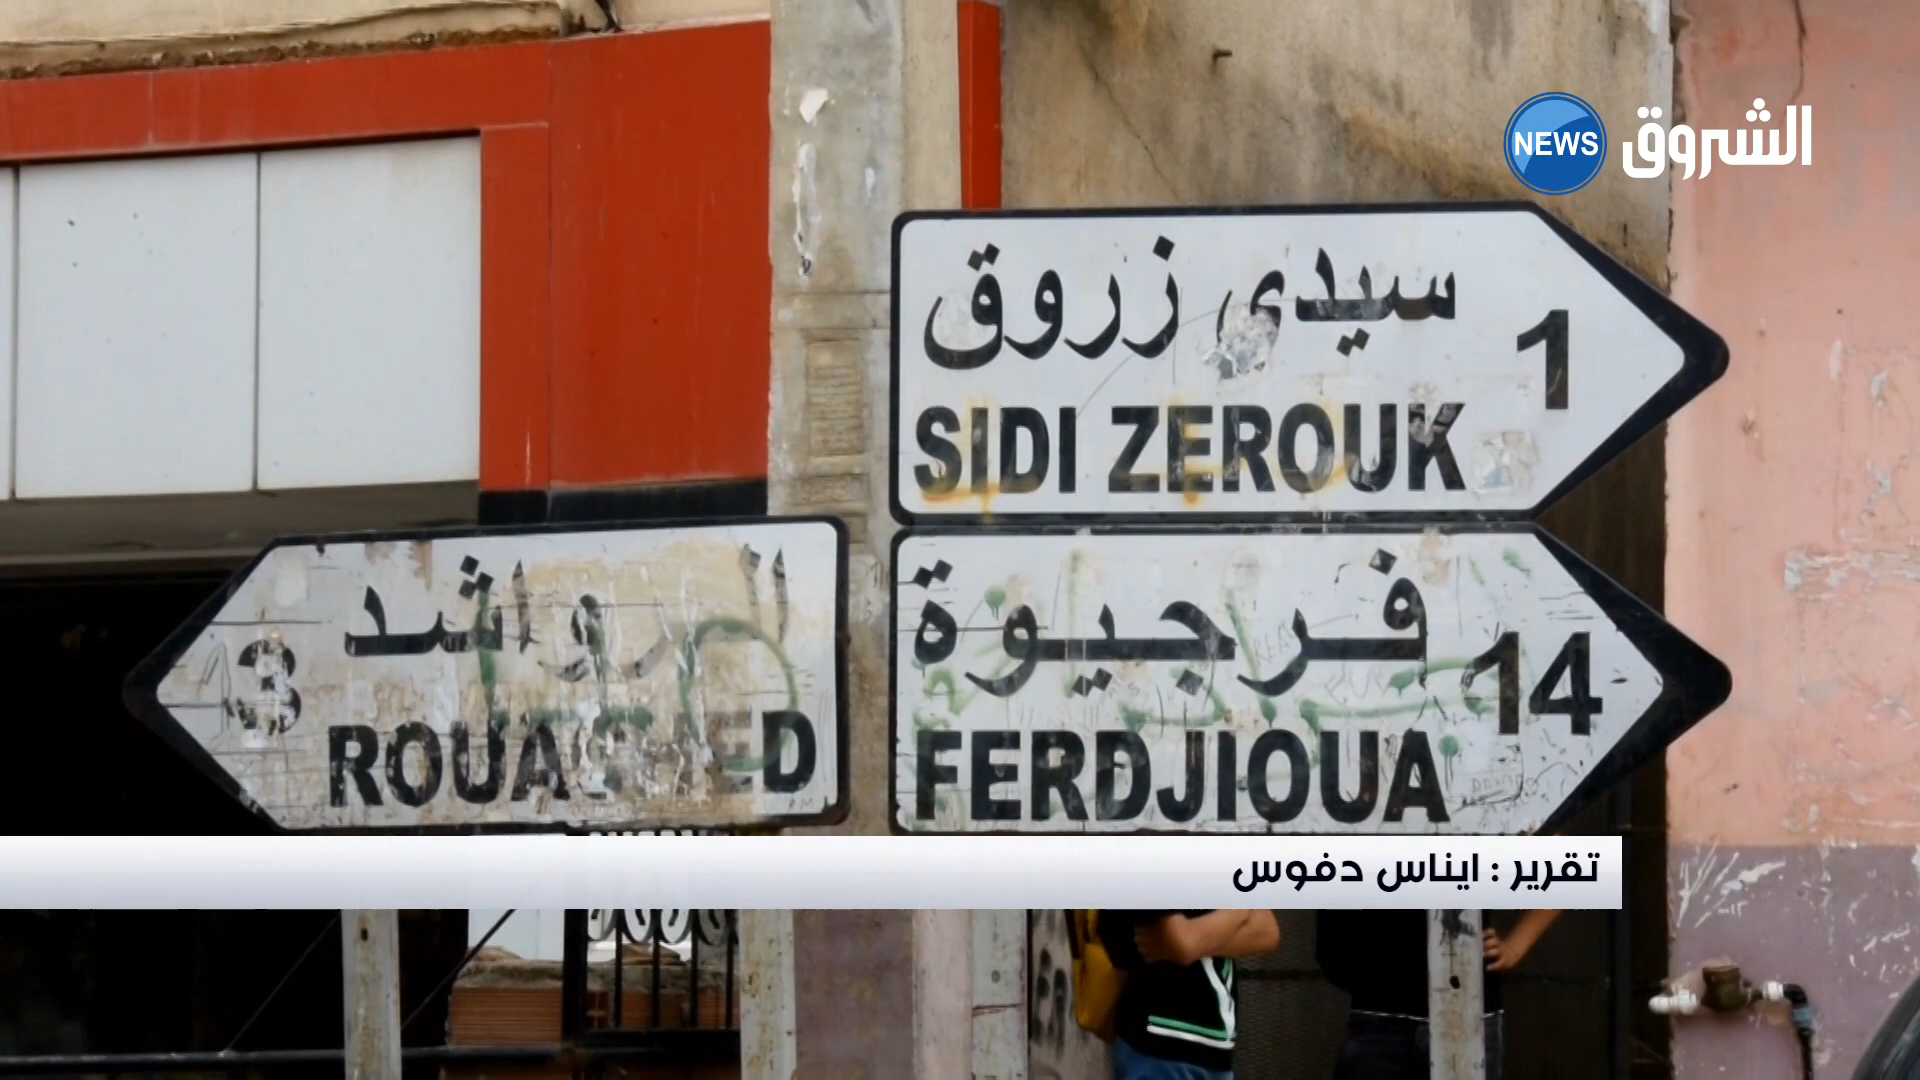 الشروق
NEWS
سيدي زروق
1
SIDI ZEROUK
الرواشد
3
ROUACHED
فرجيوة
14
FERDJIOUA
تقرير : ايناس دفوس